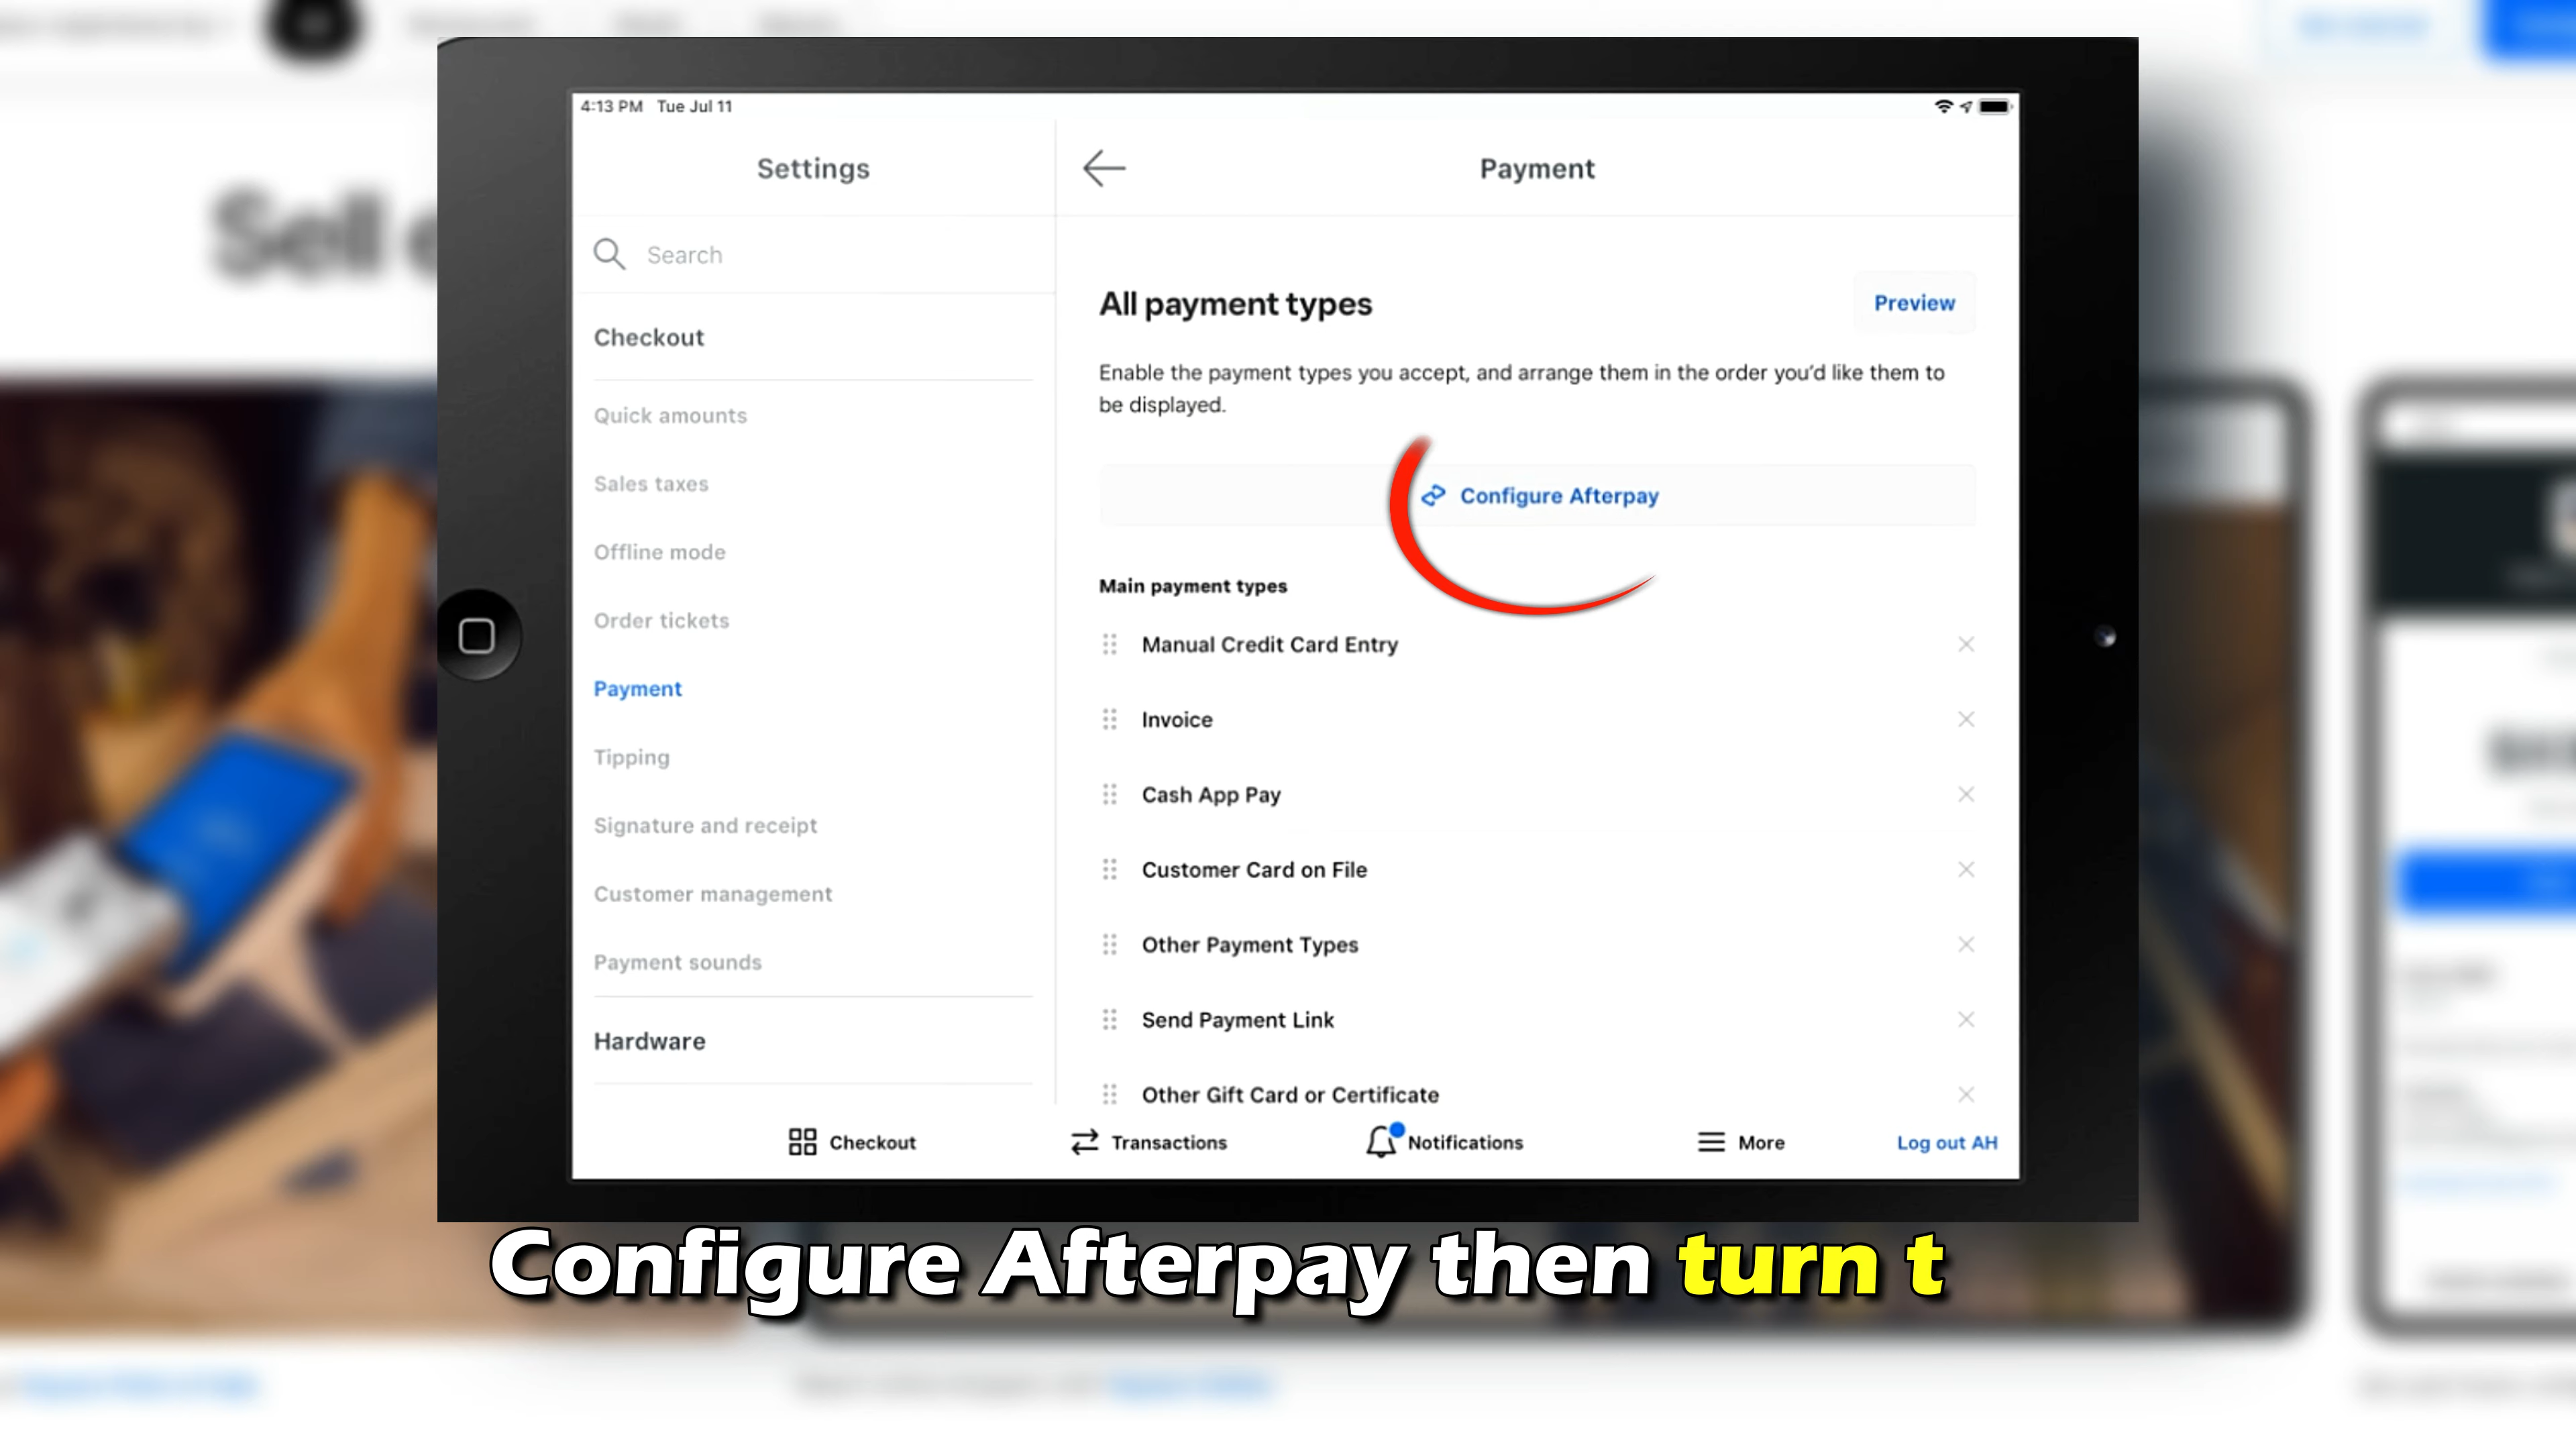 Sell
4:13 PM Tue Jul 11
Settings
Payment
Search
All payment types
Preview
Enable the payment types you accept, and arrange them in the order you'd like them to
be displayed.
Checkout
Configure Afterpay
Quick amounts
Sales taxes
Offline mode
Order tickets
Payment
Tipping
Signature and receipt
Customer management
Payment sounds
Hardware
Main payment types
Manual Credit Card Entry
Invoice
Cash App Pay
Customer Card on File
Other Payment Types
Send Payment Link
Other Gift Card or Certificate
Checkout
Transactions
Notifications
More
Log out AH
Configure Afterpay then turn t